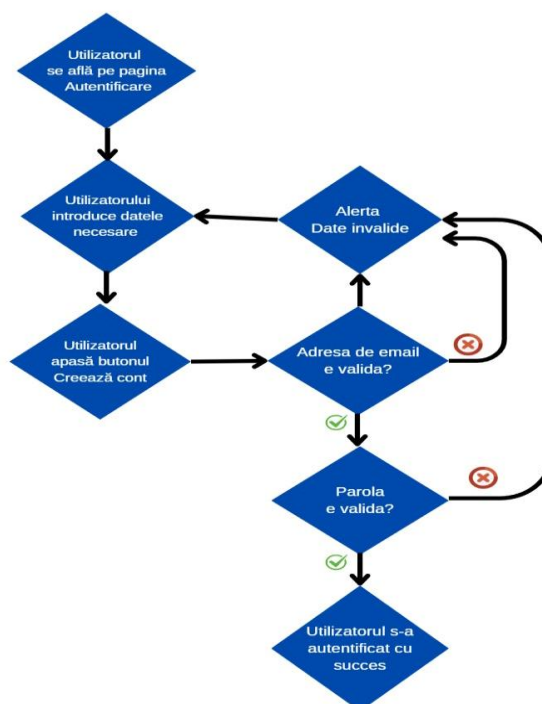 Utilizatorul
se află pe pagina
Autentificare
Utilizatorului
introduce datele
necesare
Alerta
Date invalide
Utilizatorul
apasă butonul
Creează cont
Adresa de email
e valida?
Parola
e valida?
Utilizatorul s-a
autentificat cu
succes